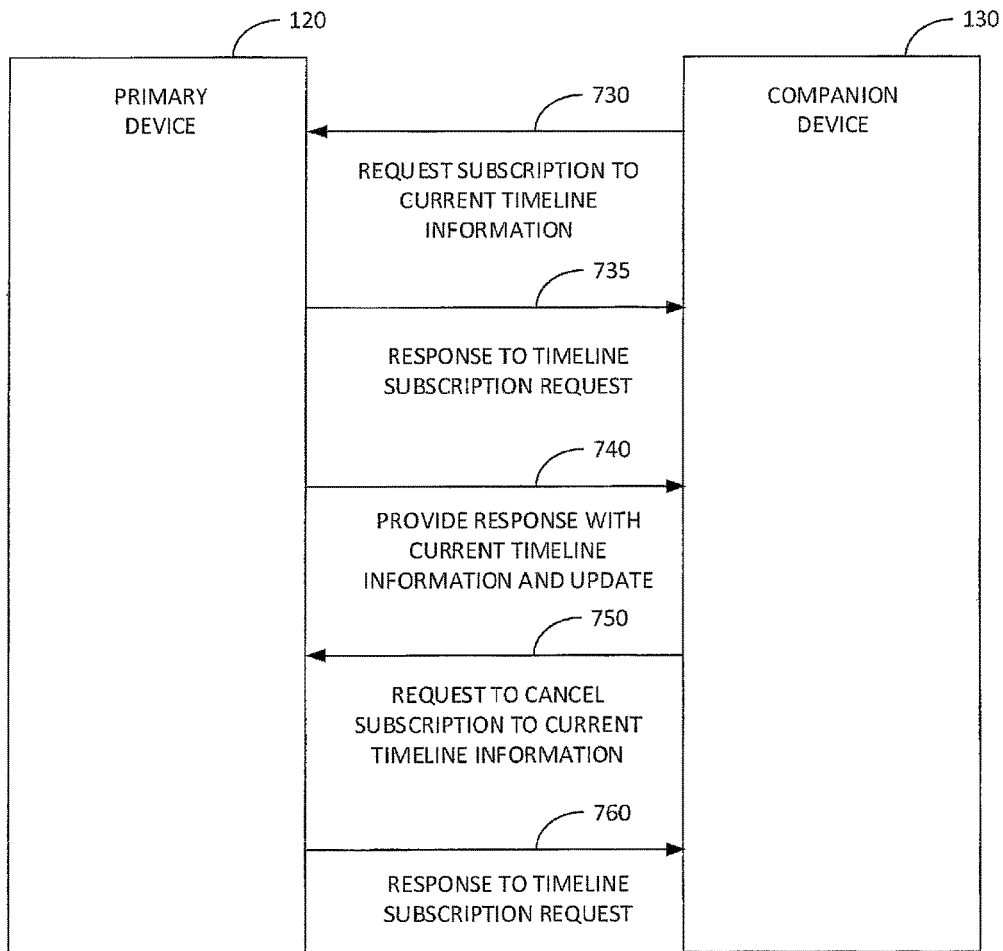 120
130
PRIMARY
DEVICE
COMPANION
DEVICE
730
REQUEST SUBSCRIPTION TO
CURRENT TIMELINE
INFORMATION
735
RESPONSE TO TIMELINE
SUBSCRIPTION REQUEST
740
PROVIDE RESPONSE WITH
CURRENT TIMELINE
INFORMATION AND UPDATE
750
REQUEST TO CANCEL
SUBSCRIPTION TO CURRENT
TIMELINE INFORMATION
760
RESPONSE TO TIMELINE
SUBSCRIPTION REQUEST